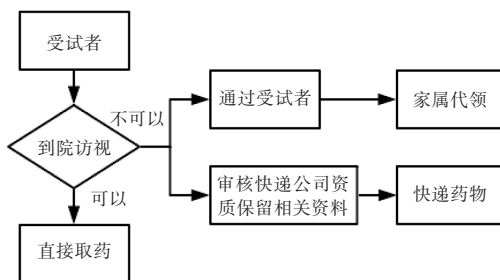 受试者
不可以
通过受试者
家属代领
到院访视
可以
审核快递公司资
质保留相关资料
快递药物
直接取药